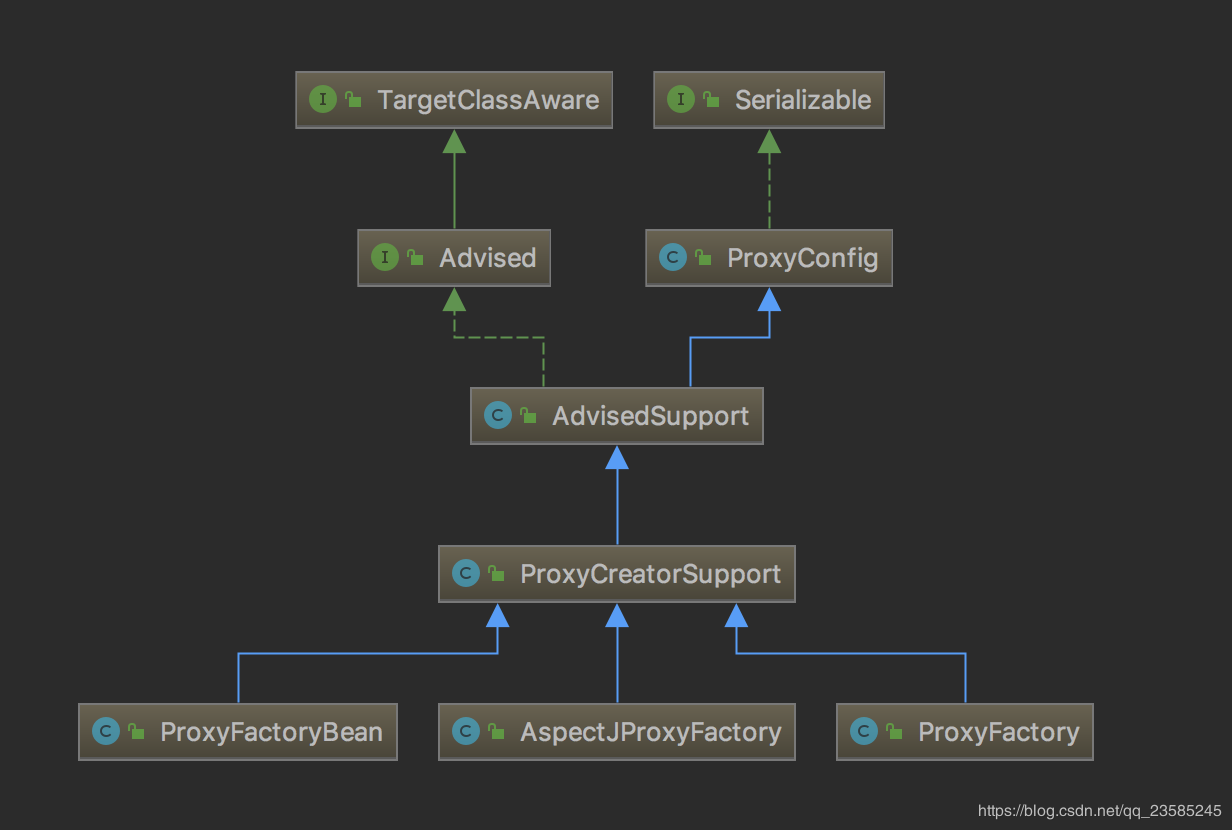 I TargetClassAware
I Serializable
I Advised
C ProxyConfig
C AdvisedSupport
C ProxyCreatorSupport
C ProxyFactoryBean
C AspectJProxyFactory
C ProxyFactory
https://blog.csdn.net/qq_23585245